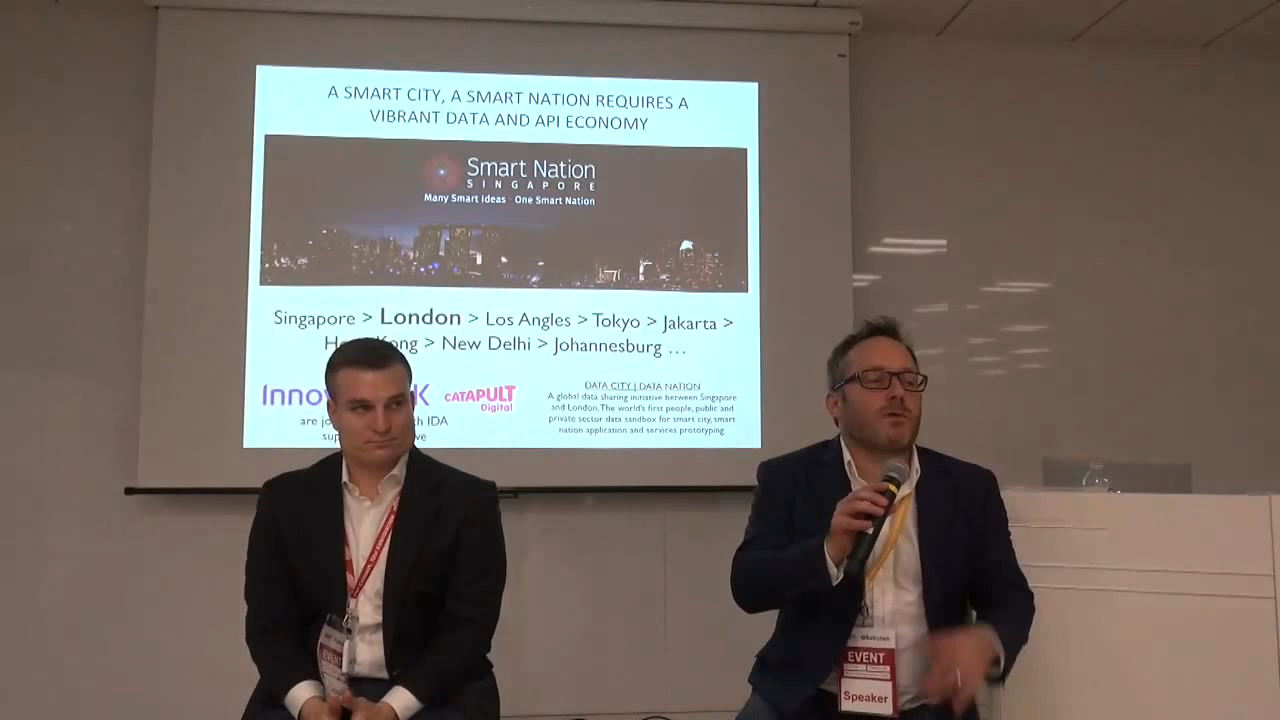 A SMART CITY, A SMART NATION REQUIRES A
VIBRANT DATA AND API ECONOMY
Smart Nation
SINGAPORE
Many Smart Ideas One Smart Nation
Singapore > London > Los Angles > Tokyo > Jakarta >
> New Delhi > Johannesburg ...
CATAPULT
Digital
are IDA
DATA CITY | DATA NATION
A global data sharing initiative between Singapore
and London. The world's first people, public and
private sector data sandbox for smart city, smart
nation application and services prototyping
EVENT
EVENT
Speaker